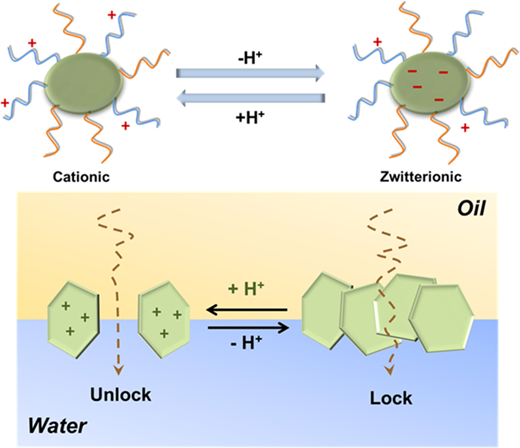 -H⁺
+H⁺
Cationic
Zwitterionic
Oil
+ H⁺
- H⁺
Unlock
Lock
Water